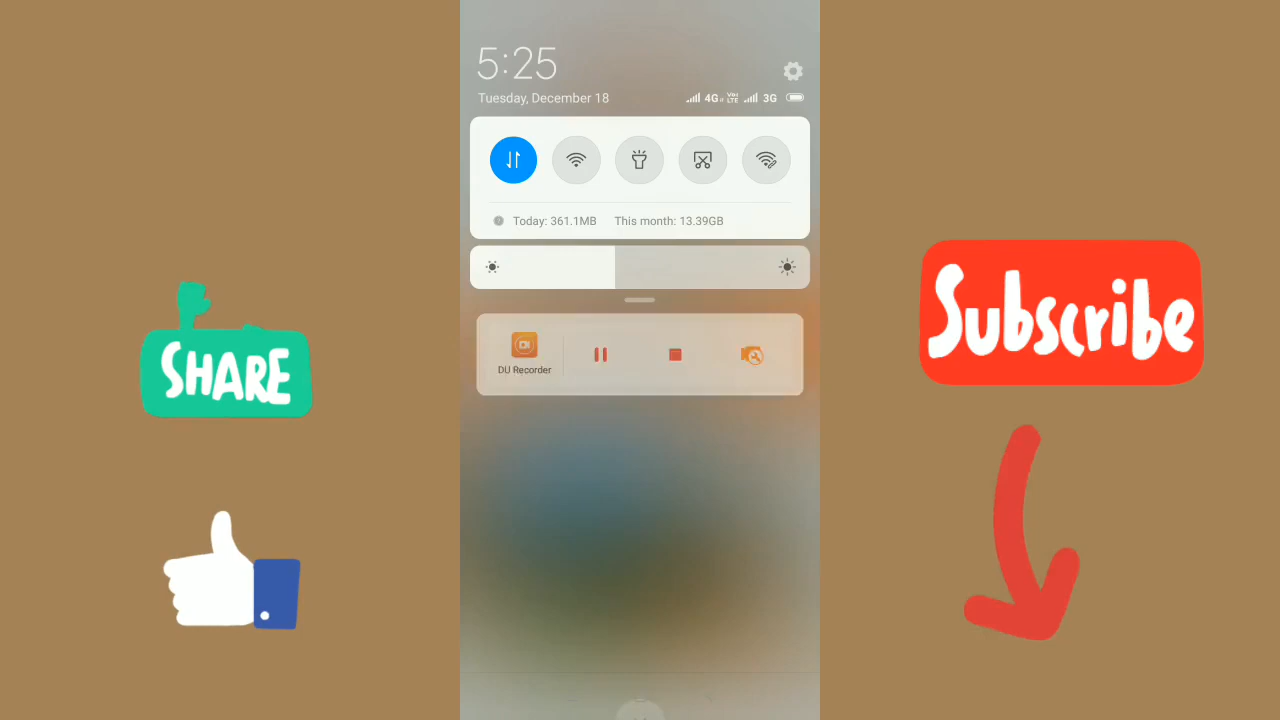 5:25
Tuesday, December 18
4G Vo LTE 3G
Today: 361.1MB This month: 13.39GB
DU Recorder
SHARE
Subscribe